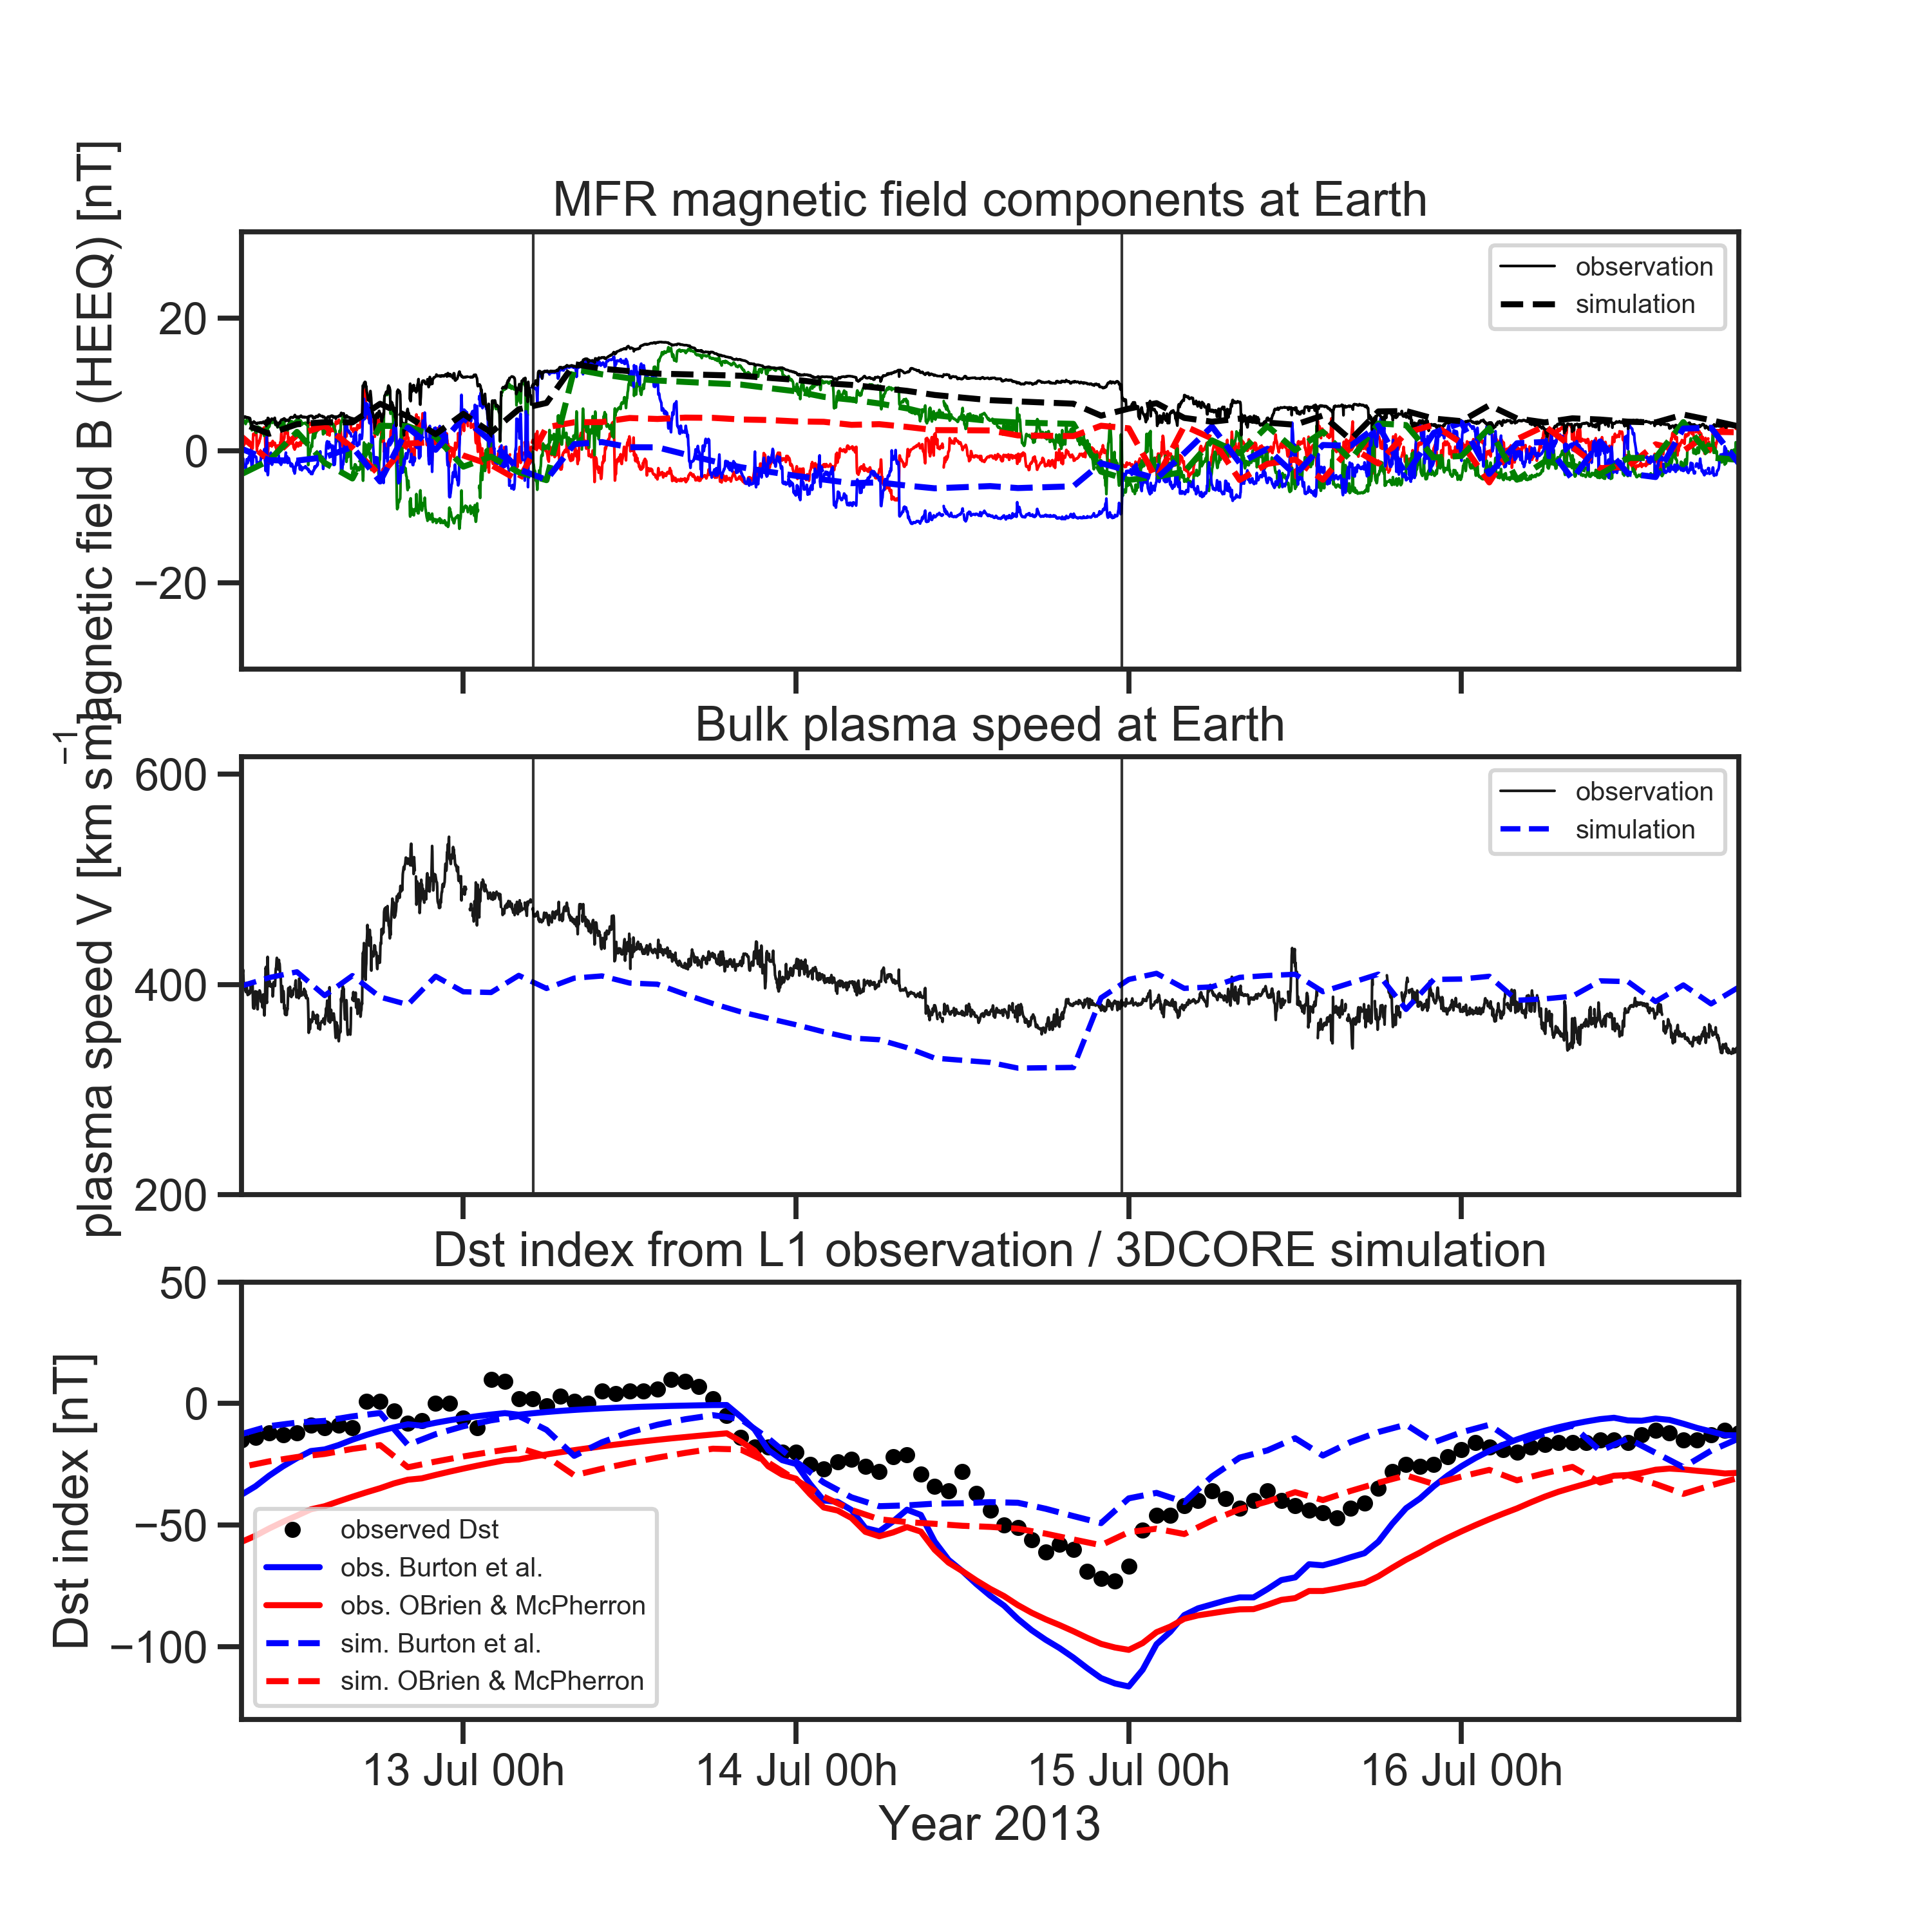 MFR magnetic field components at Earth
magnetic field B (HEEQ) [nT]
20
0
−20
observation
simulation
Bulk plasma speed at Earth
plasma speed V [km s⁻¹]
600
400
200
observation
simulation
Dst index from L1 observation / 3DCORE simulation
Dst index [nT]
50
0
−50
−100
observed Dst
obs. Burton et al.
obs. OBrien & McPherron
sim. Burton et al.
sim. OBrien & McPherron
13 Jul 00h
14 Jul 00h
15 Jul 00h
16 Jul 00h
Year 2013